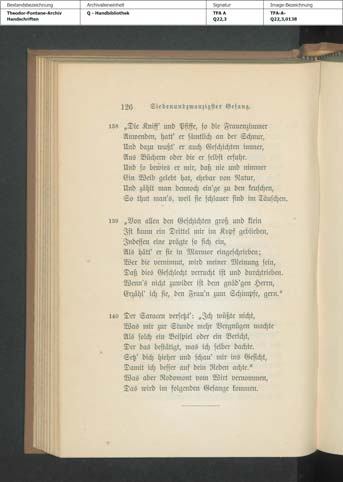 Bestandsbezeichnung
Archivalieneinheit
Signatur
Image-Bezeichnung
Theodor-Fontane-Archiv
Handschriften
Q - Handbibliothek
TFA A
Q22,3
TFA-A-
Q22,3,0138
126 Siebenundzwanzigster Gesang.
138 „Die Kniff' und Pfiffe, so die Frauenzimmer
Anwenden, hatt' er sämtlich an der Schnur,
Und dazu wußt' er auch Geschichten immer,
Aus Büchern oder die er selbst erfuhr.
Und so bewies er mir, daß nie und nimmer
Ein Weib gelebt hat, ehrbar von Natur,
Und zählt man dennoch ein'ge zu den keuschen,
So thut man's, weil sie schlauer sind im Täuschen.
139 „Von allen den Geschichten groß und klein
Ist kaum ein Drittel mir im Kopf geblieben,
Indessen eine prägte so sich ein,
Als hätt' er sie in Marmor eingeschrieben;
Wer die vernimmt, wird meiner Meinung sein,
Daß dies Geschlecht verrucht ist und durchtrieben.
Wenn's nicht zuwider ist dem gnäd'gen Herrn,
Erzähl' ich sie, den Frau'n zum Schimpfe, gern.“
140 Der Saracen versetzt': „Ich wüßte nicht,
Was mir zur Stunde mehr Vergnügen machte
Als solch ein Beispiel oder ein Bericht,
Der das bestätigt, was ich selber dachte.
Setz' dich hieher und schau' mir ins Gesicht,
Damit ich besser auf dein Reden achte.“
Was aber Rodomont vom Wirt vernommen,
Das wird im folgenden Gesange kommen.